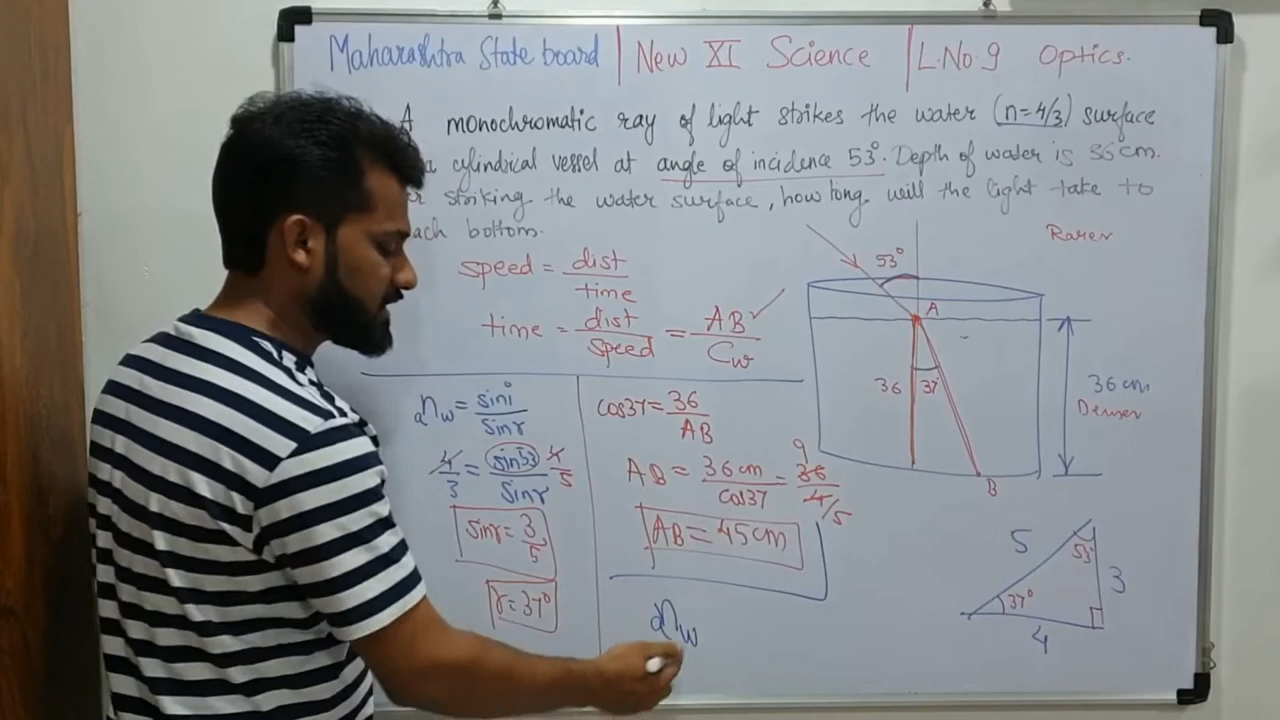 Maharashtra State board | New XI Science | L.No.9 Optics.
A monochromatic ray of light strikes the water (n=4/3) surface
a cylindrical vessel at angle of incidence 53°. Depth of water is 36 cm.
er striking the water surface, how long will the light take to
ach bottom.
speed = dist/time
time = dist/speed = AB/Cw
anw = sin i/sin r
4/3 = sin 53/sin r 4/5
sin r = 3/5
r = 37°
cos 37 = 36/AB
AB = 36 cm/cos 37 = 36/4/5 9
AB = 45 cm
anw
Rarer
53°
A
36
37
36 cm
Denser
B
5
53°
3
37°
4